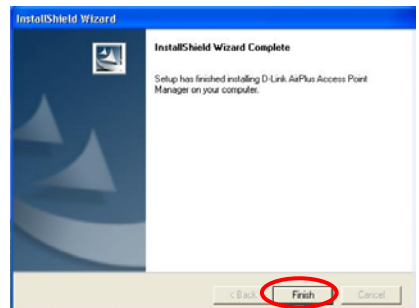 InstallShield Wizard
InstallShield Wizard Complete
Setup has finished installing D-Link AirPlus Access Point
Manager on your computer.
< Back Finish Cancel